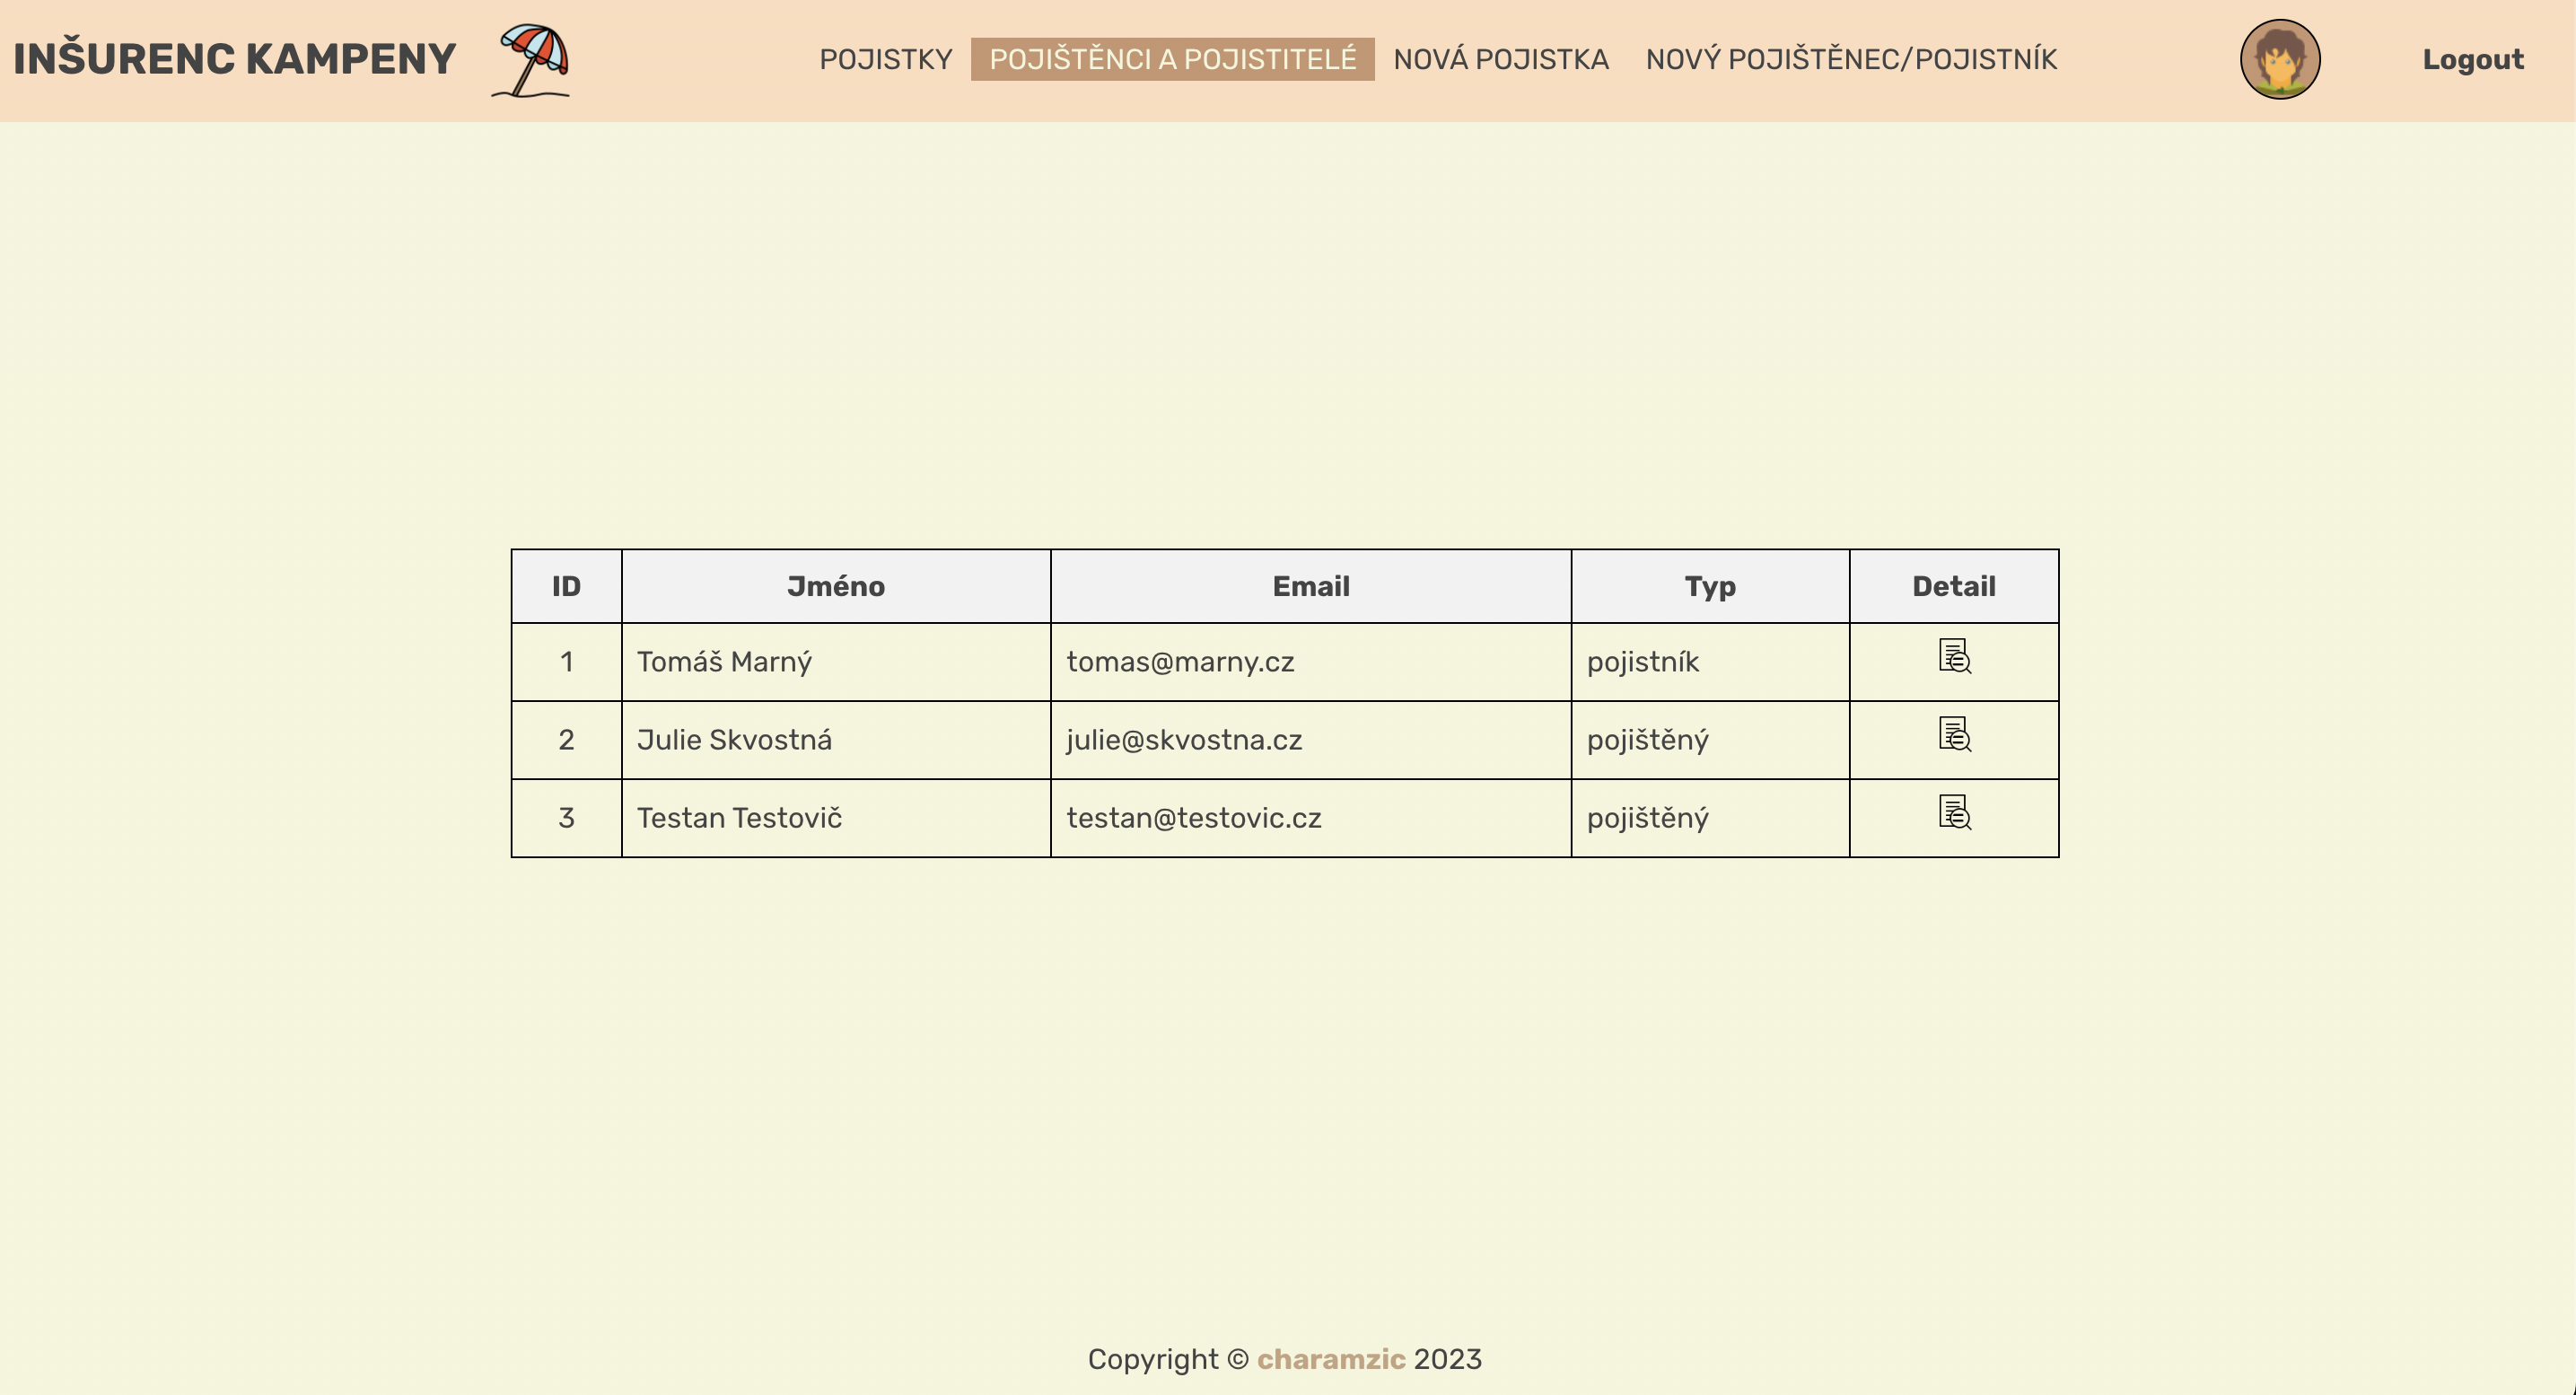 INŠURENC KAMPENY
POJISTKY POJIŠTĚNCI A POJISTITELÉ NOVÁ POJISTKA NOVÝ POJIŠTĚNEC/POJISTNÍK Logout
ID Jméno Email Typ Detail
1 Tomáš Marný tomas@marny.cz pojistník
2 Julie Skvostná julie@skvostna.cz pojištěný
3 Testan Testovič testan@testovic.cz pojištěný
Copyright © charamzic 2023